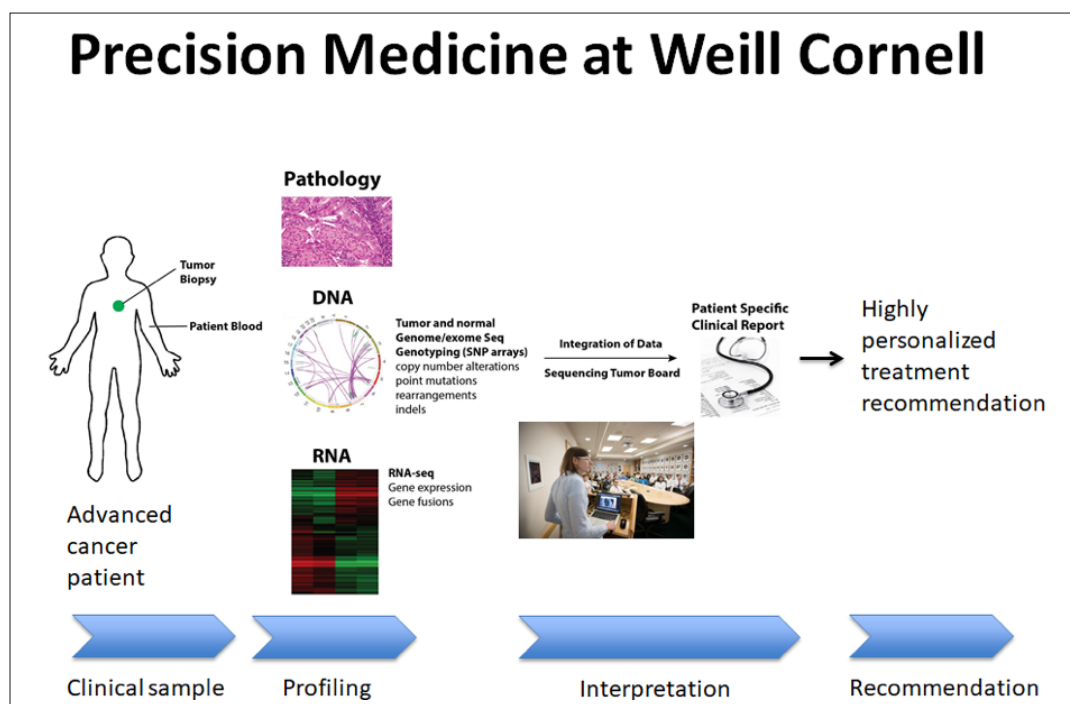 Precision Medicine at Weill Cornell
Pathology
Tumor
Biopsy
Patient Blood
DNA
Tumor and normal
Genome/exome Seq
Genotyping (SNP arrays)
copy number alterations
point mutations
rearrangements
indels
RNA
RNA-seq
Gene expression
Gene fusions
Integration of Data
Sequencing Tumor Board
Patient Specific
Clinical Report
Highly
personalized
treatment
recommendation
Advanced
cancer
patient
Clinical sample
Profiling
Interpretation
Recommendation